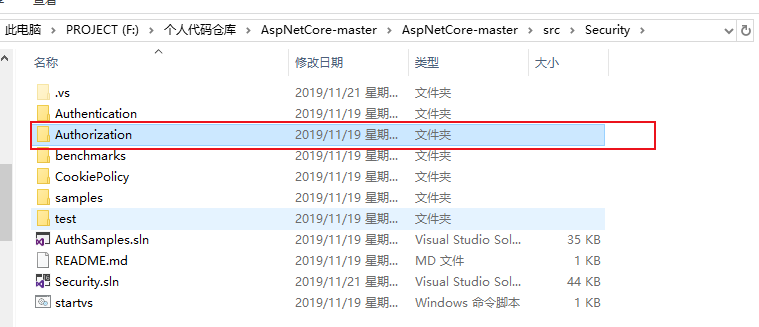 查看
此电脑 > PROJECT (F:) > 个人代码仓库 > AspNetCore-master > AspNetCore-master > src > Security >
名称 修改日期 类型 大小
.vs 2019/11/21 星期... 文件夹
Authentication 2019/11/19 星期... 文件夹
Authorization 2019/11/19 星期... 文件夹
benchmarks 2019/11/19 星期... 文件夹
CookiePolicy 2019/11/19 星期... 文件夹
samples 2019/11/19 星期... 文件夹
test 2019/11/19 星期... 文件夹
AuthSamples.sln 2019/11/19 星期... Visual Studio Sol... 35 KB
README.md 2019/11/19 星期... MD 文件 1 KB
Security.sln 2019/11/21 星期... Visual Studio Sol... 44 KB
startvs 2019/11/19 星期... Windows 命令脚本 1 KB